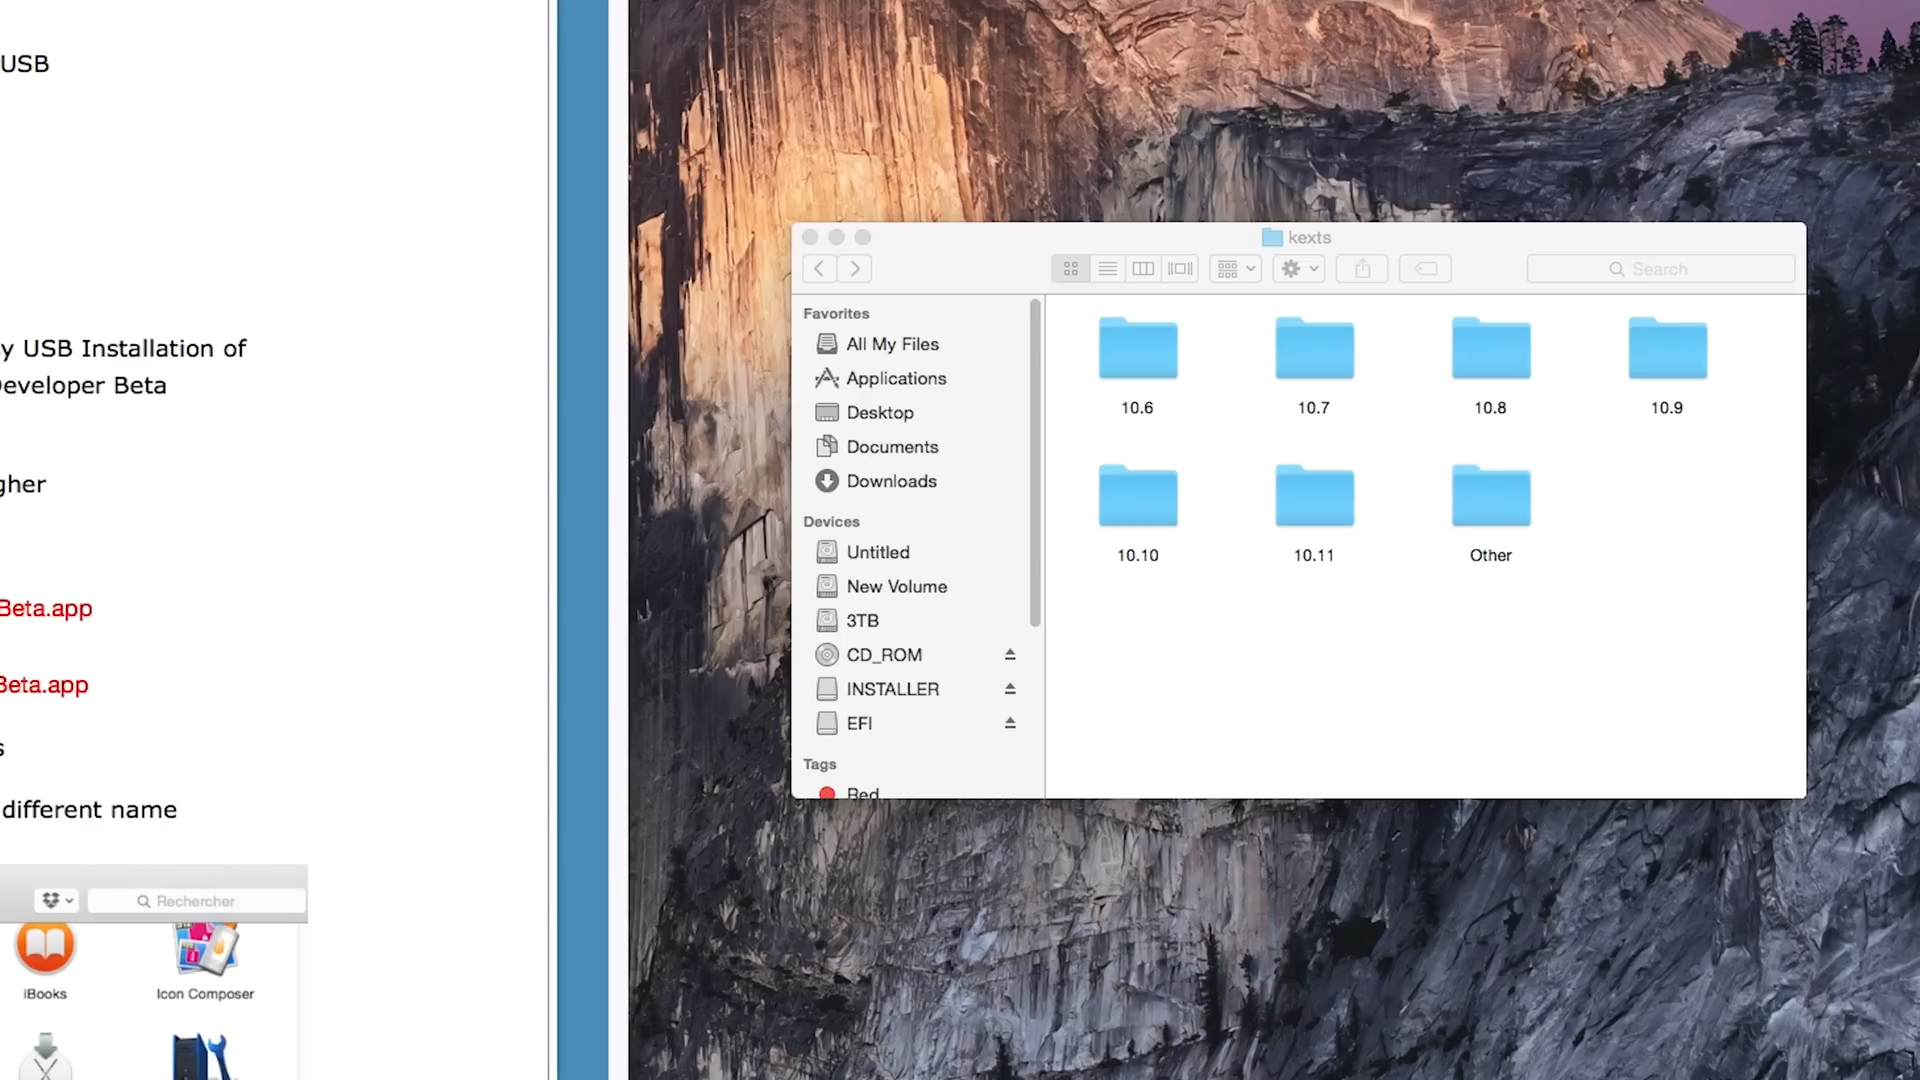 USB
y USB Installation of
eveloper Beta
gher
Beta.app
Beta.app
s
different name
Rechercher
iBooks
Icon Composer
kexts
Search
Favorites
All My Files
Applications
Desktop
Documents
Downloads
Devices
Untitled
New Volume
3TB
CD_ROM
INSTALLER
EFI
Tags
Red
10.6
10.7
10.8
10.9
10.10
10.11
Other